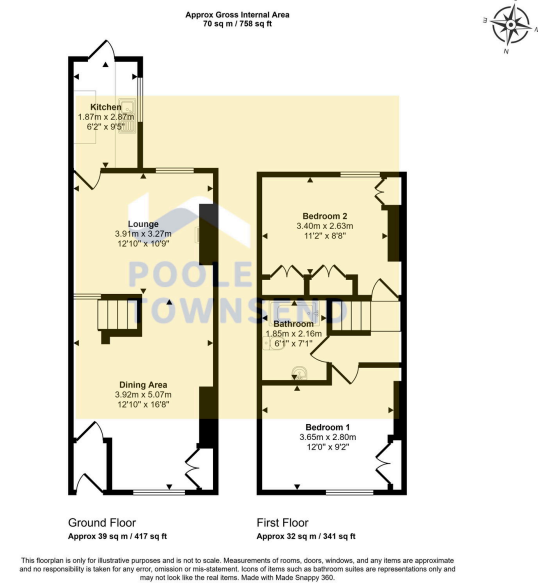 Approx Gross Internal Area
70 sq m / 758 sq ft
Kitchen
1.87m x 2.87m
6'2" x 9'5"
Lounge
3.91m x 3.27m
12'10" x 10'9"
Dining Area
3.92m x 5.07m
12'10" x 16'8"
Bedroom 2
3.40m x 2.63m
11'2" x 8'8"
Bathroom
1.85m x 2.16m
6'1" x 7'1"
Bedroom 1
3.65m x 2.80m
12'0" x 9'2"
POOLE
TOWNSEND
Ground Floor
Approx 39 sq m / 417 sq ft
First Floor
Approx 32 sq m / 341 sq ft
This floorplan is only for illustrative purposes and is not to scale. Measurements of rooms, doors, windows, and any items are approximate
and no responsibility is taken for any error, omission or mis-statement. Icons of items such as bathroom suites are representations only and
may not look like the real items. Made with Made Snappy 360.